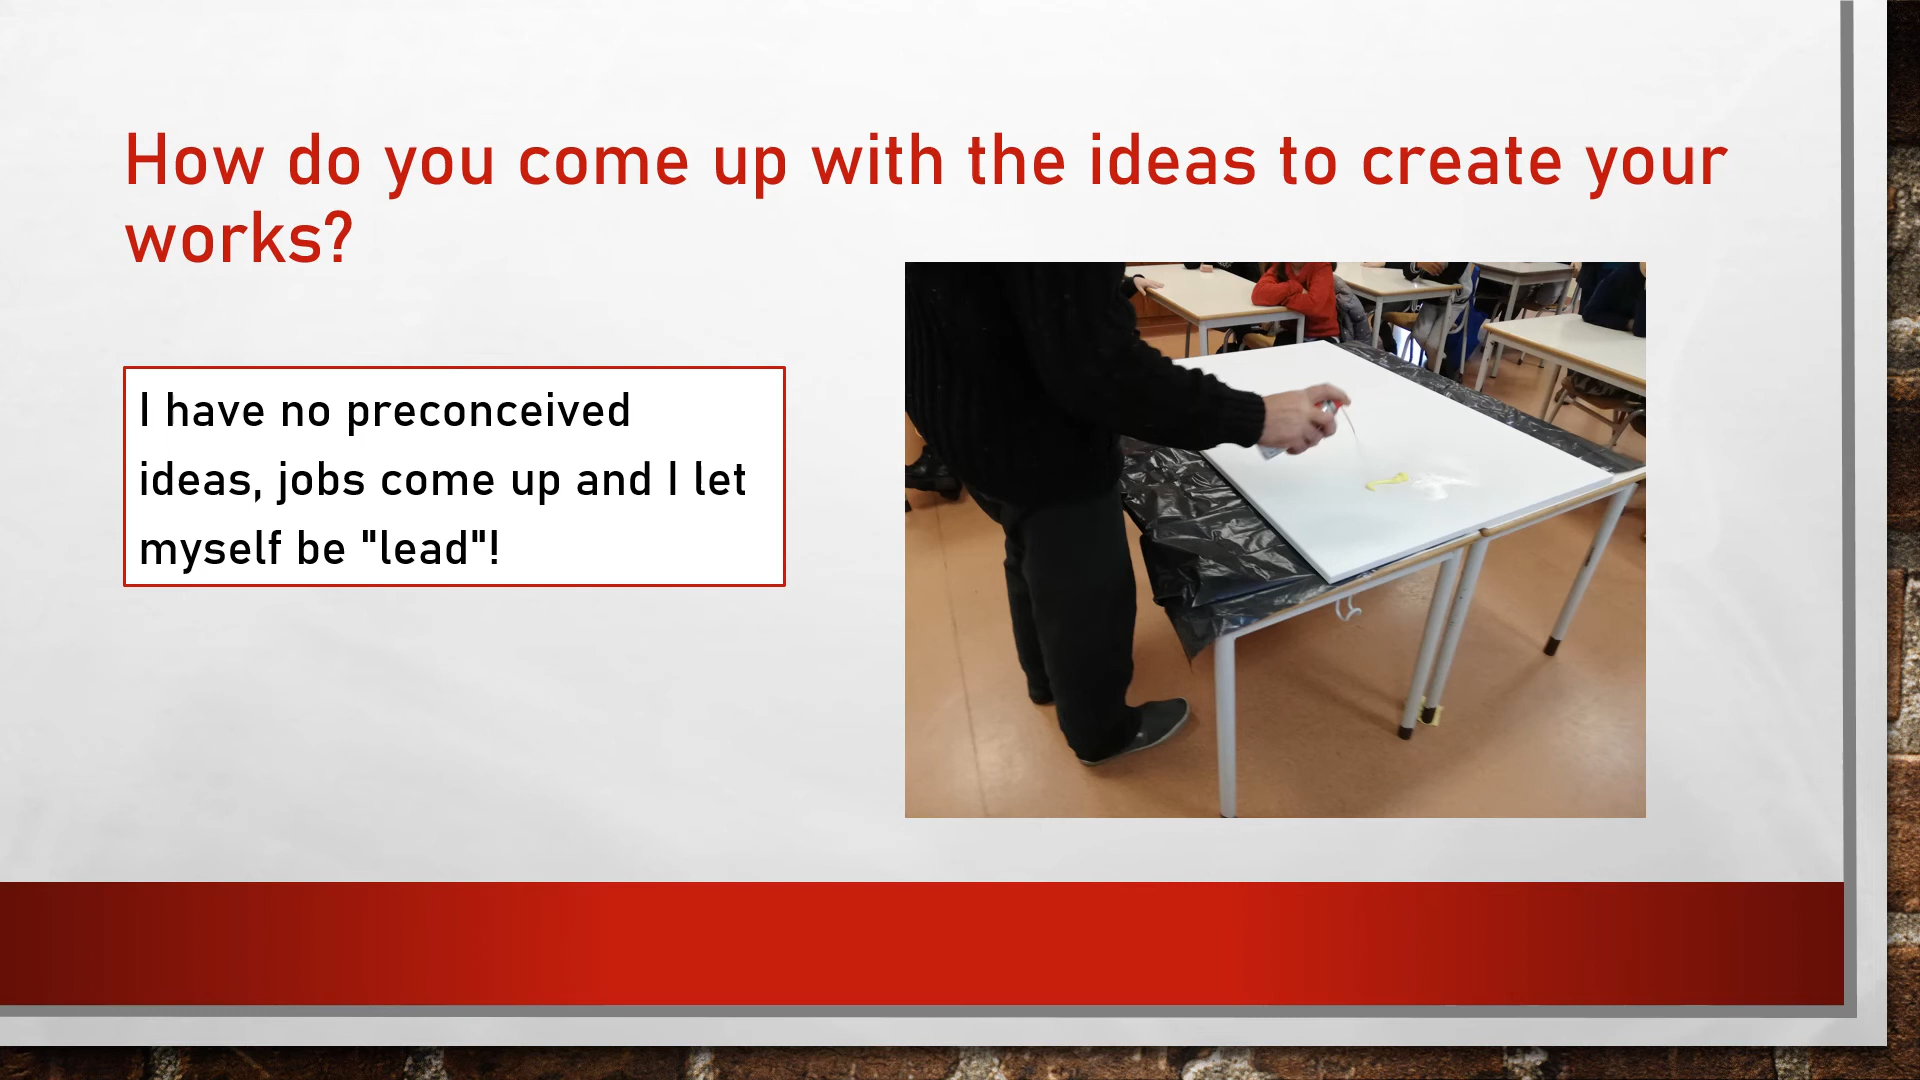 How do you come up with the ideas to create your
works?
I have no preconceived
ideas, jobs come up and I let
myself be "lead"!